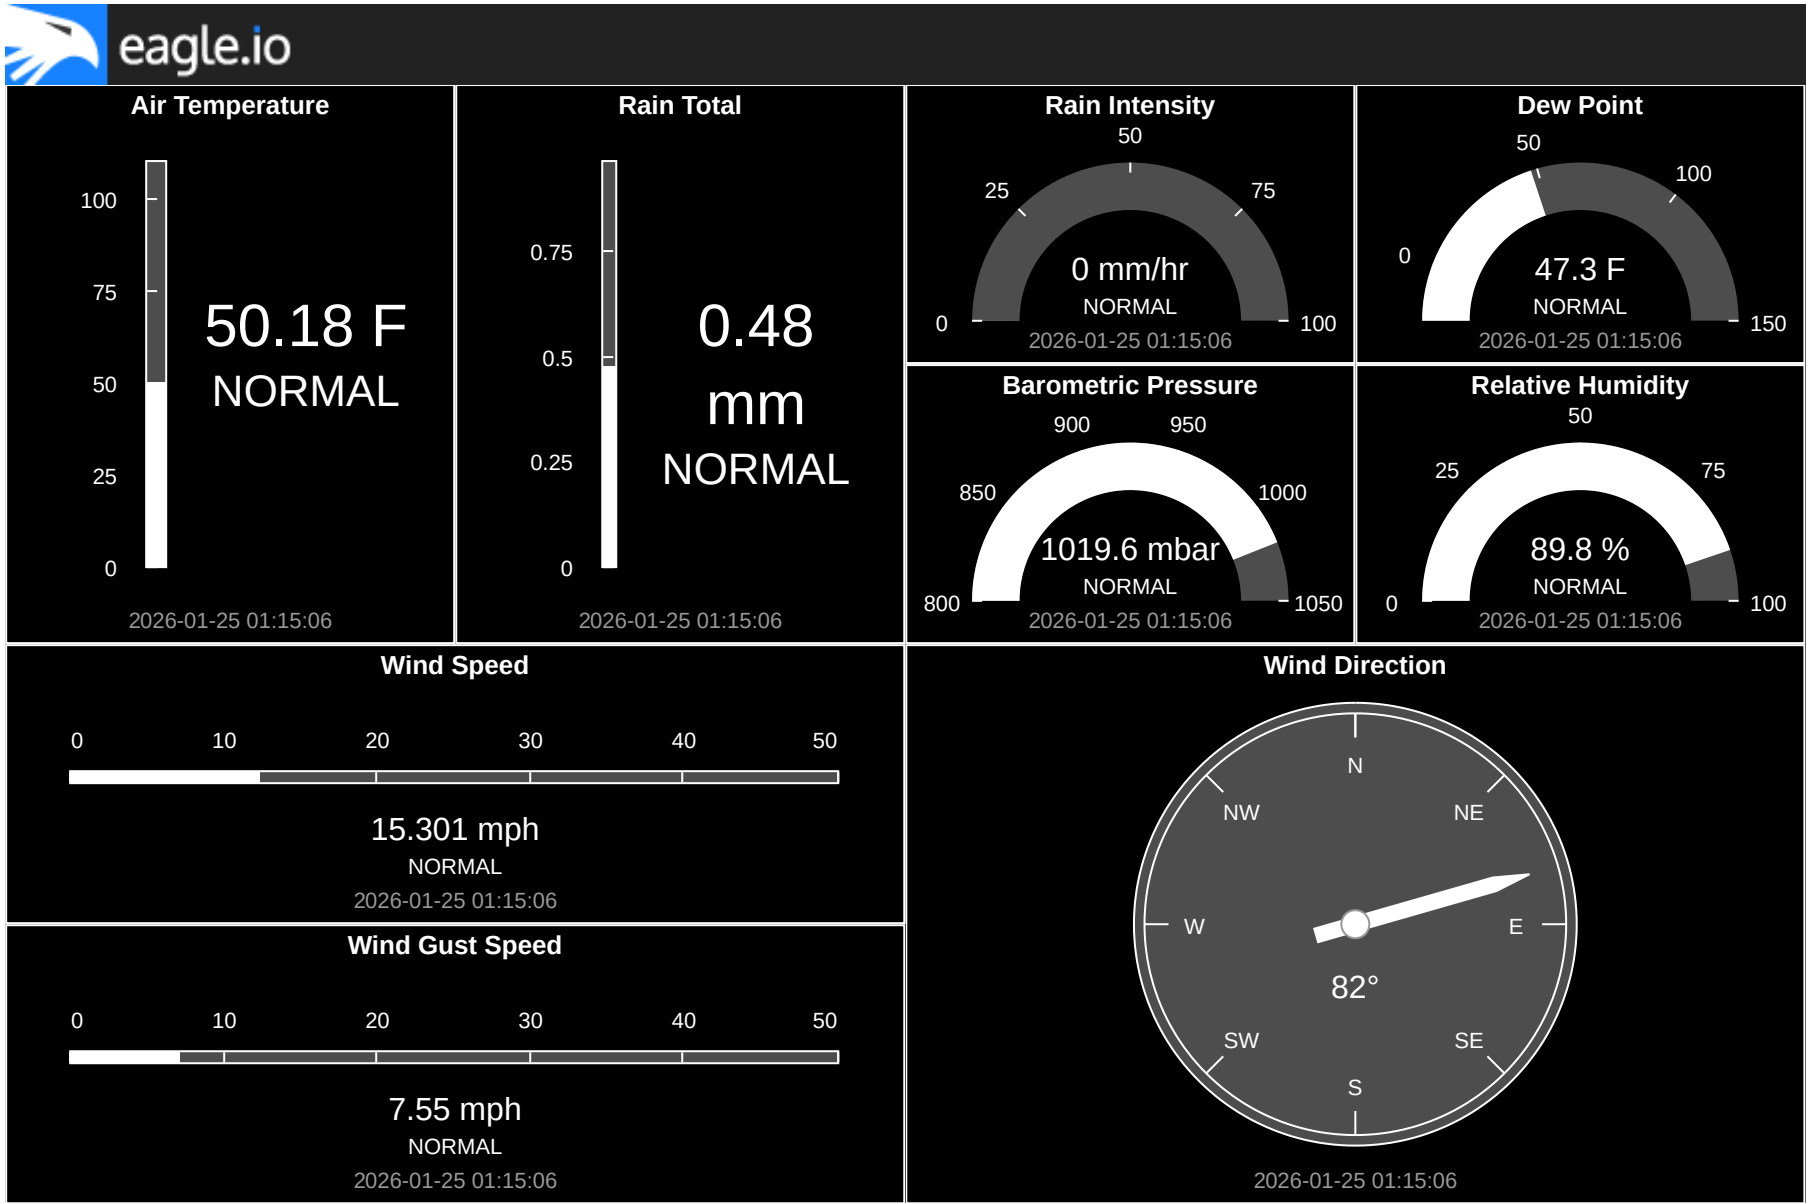 eagle.io
Air Temperature
100
75
50
25
0
50.18 F
NORMAL
2026-01-25 01:15:06
Rain Total
0.75
0.5
0.25
0
0.48
mm
NORMAL
2026-01-25 01:15:06
Rain Intensity
0
25
50
75
100
0 mm/hr
NORMAL
2026-01-25 01:15:06
Dew Point
0
50
100
150
47.3 F
NORMAL
2026-01-25 01:15:06
Barometric Pressure
800
850
900
950
1000
1050
1019.6 mbar
NORMAL
2026-01-25 01:15:06
Relative Humidity
0
25
50
75
100
89.8 %
NORMAL
2026-01-25 01:15:06
Wind Speed
0 10 20 30 40 50
15.301 mph
NORMAL
2026-01-25 01:15:06
Wind Gust Speed
0 10 20 30 40 50
7.55 mph
NORMAL
2026-01-25 01:15:06
Wind Direction
N
NW NE
W E
82°
SW SE
S
2026-01-25 01:15:06